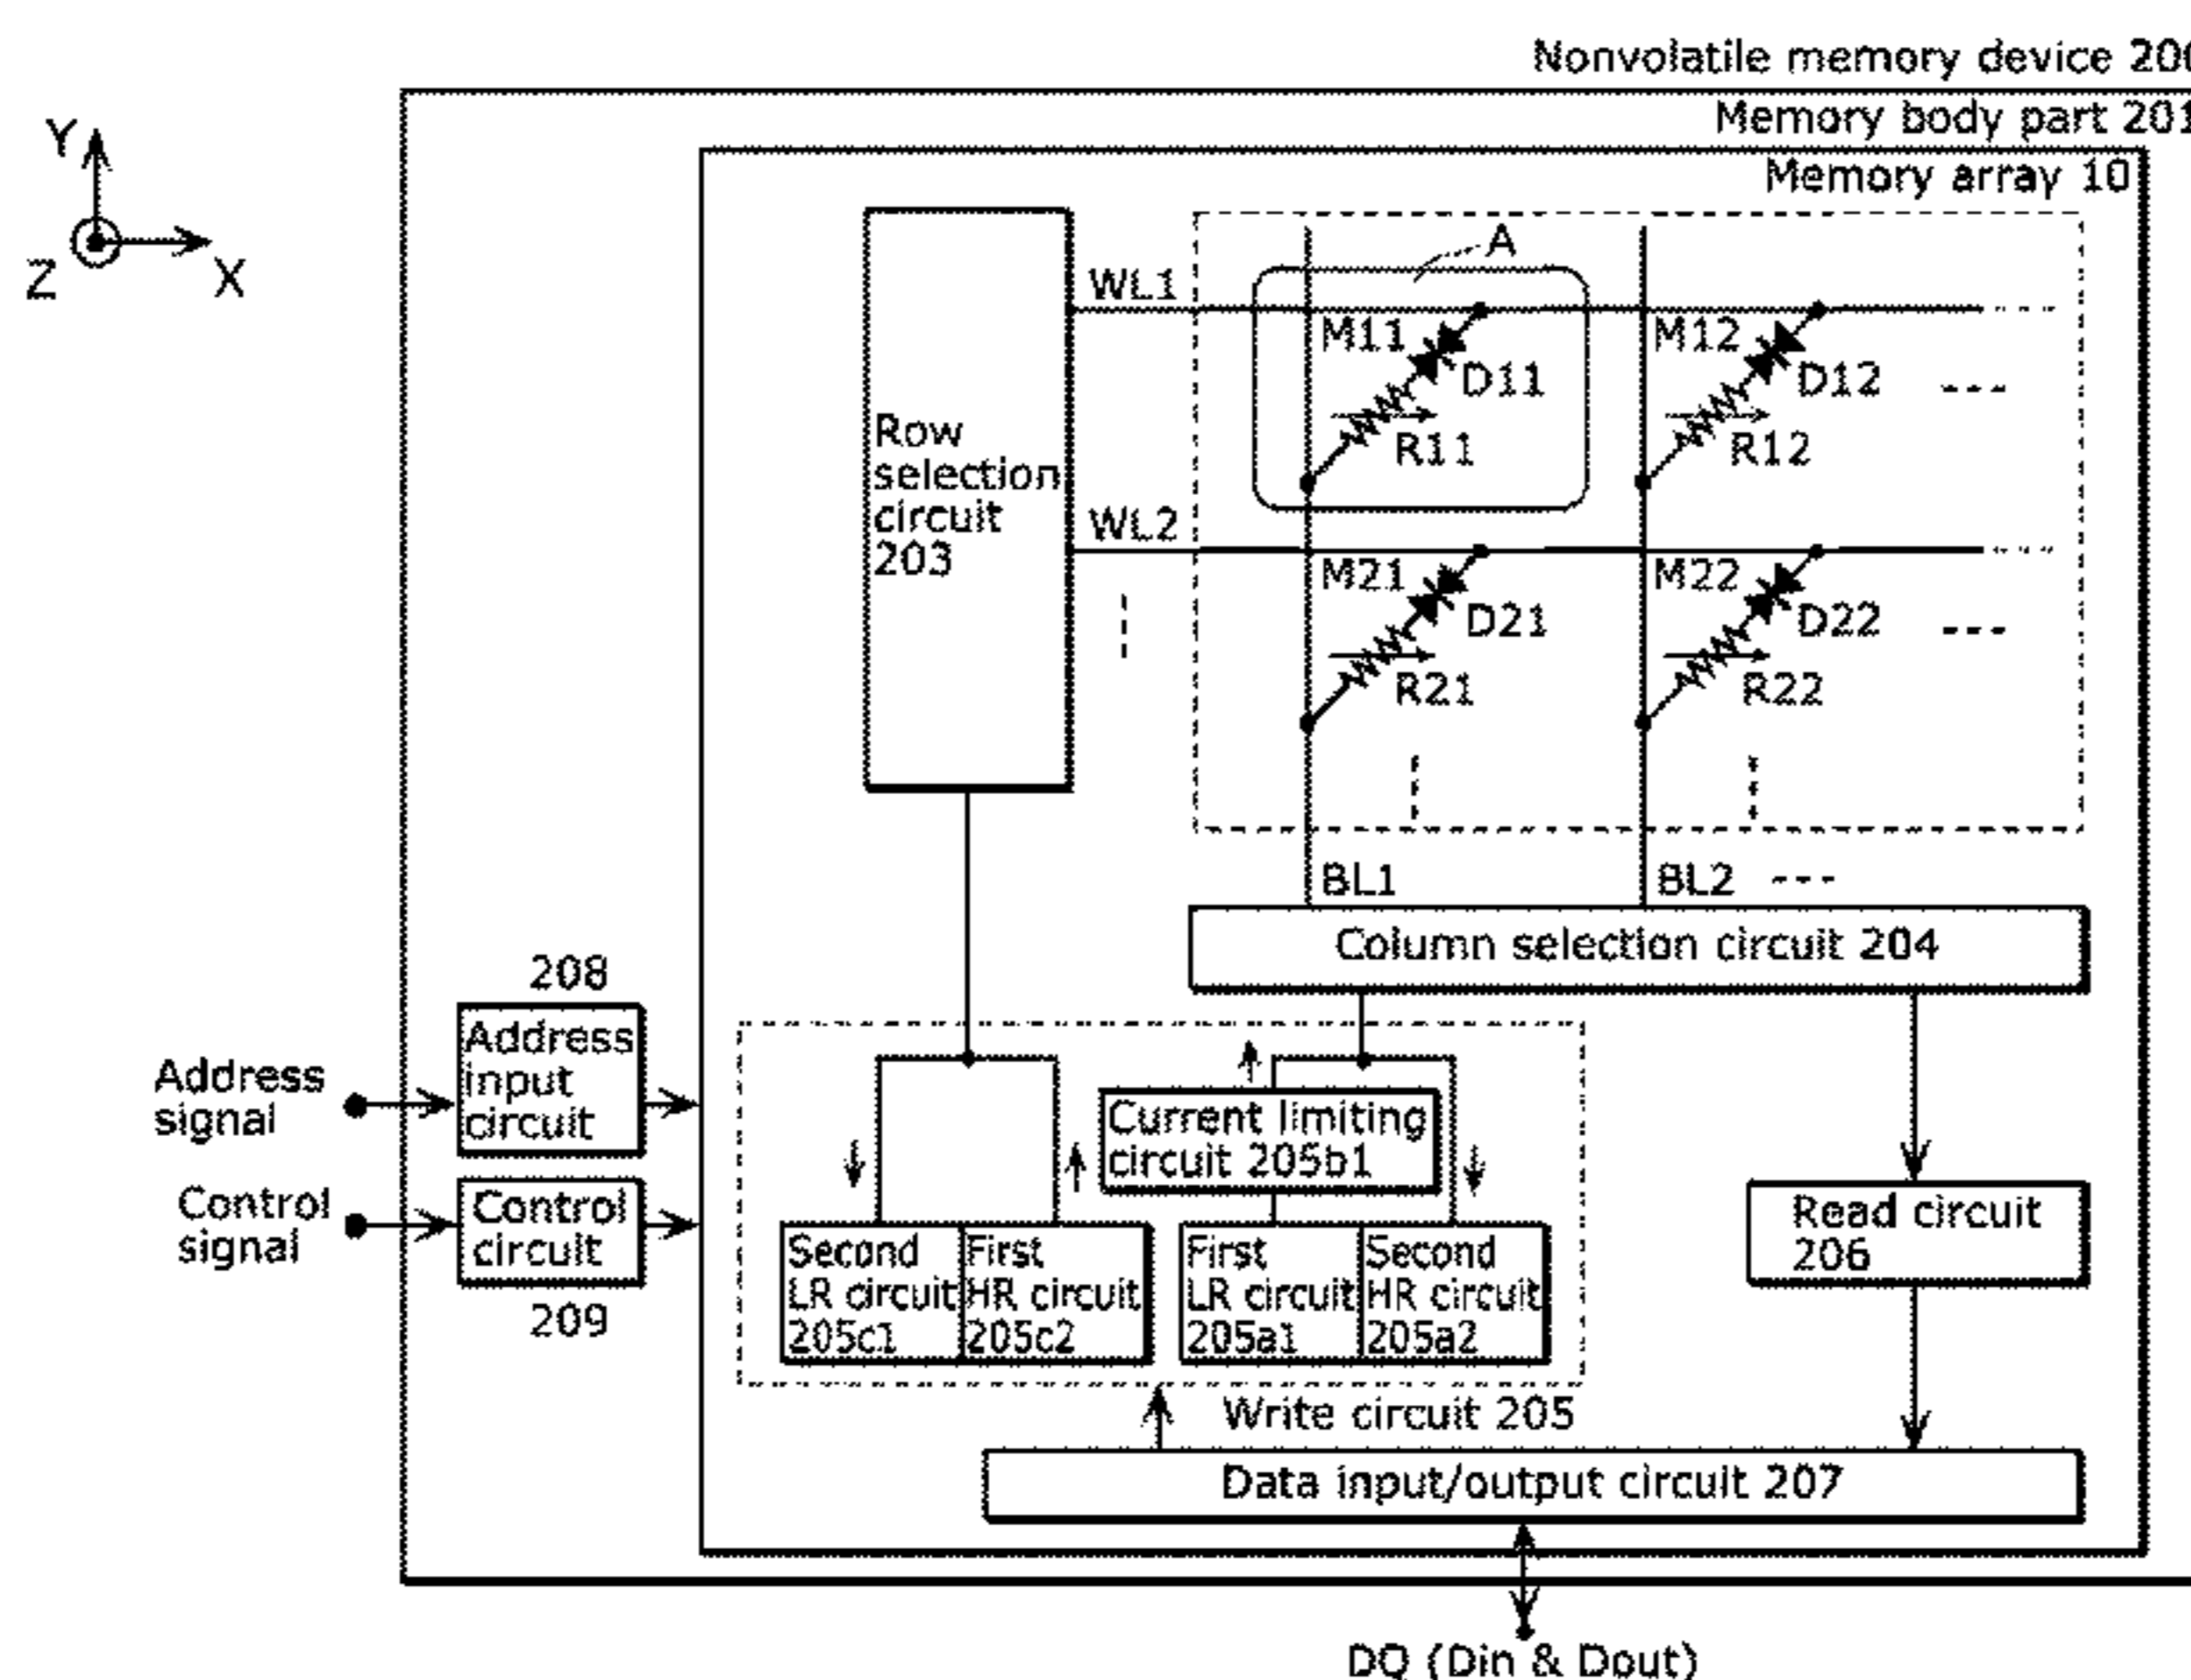 Nonvolatile memory device 200
Memory body part 201
Memory array 10
Y
Z
X
A
WL1
M11
D11
R11
M12
D12
R12
Row
selection
circuit
203
WL2
M21
D21
R21
M22
D22
R22
BL1
BL2
Column selection circuit 204
208
Address
input
circuit
Address
signal
Control
signal
Control
circuit
209
Current limiting
circuit 205b1
Second
LR circuit
205c1
First
HR circuit
205c2
First
LR circuit
205a1
Second
HR circuit
205a2
Read circuit
206
Write circuit 205
Data input/output circuit 207
DQ (Din & Dout)